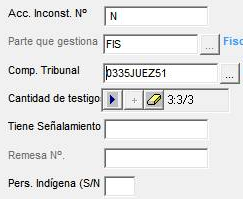 Acc. Inconst. Nº N
Parte que gestiona FIS ... Fisc
Comp. Tribunal 0335JUEZ51 ...
Cantidad de testigo + 3:3/3
Tiene Señalamiento
Remesa Nº.
Pers. Indígena (S/N